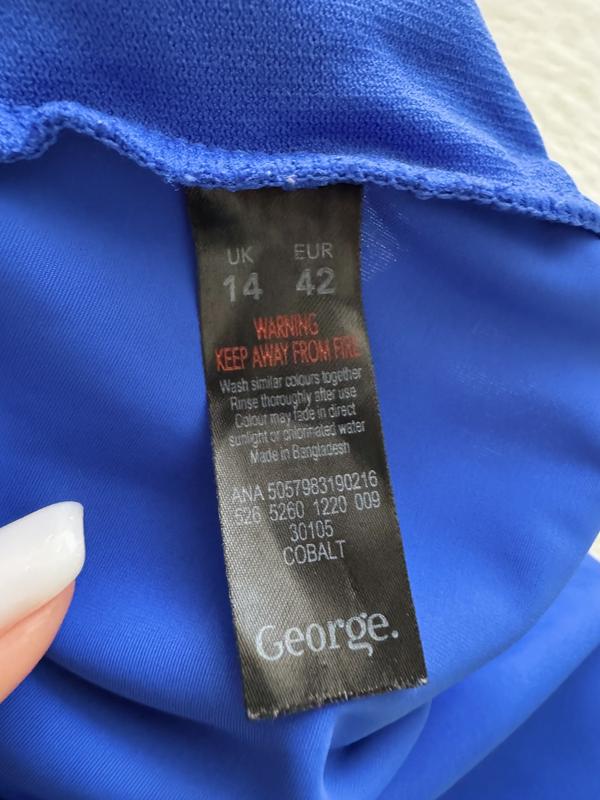 UK EUR
14 42
WARNING
KEEP AWAY FROM FIRE
Wash similar colours together
Rinse thoroughly after use
Colour may fade in direct
sunlight or chlorinated water
Made in Bangladesh
ANA 5057983190216
526 5260 1220 009
30105
COBALT
George.